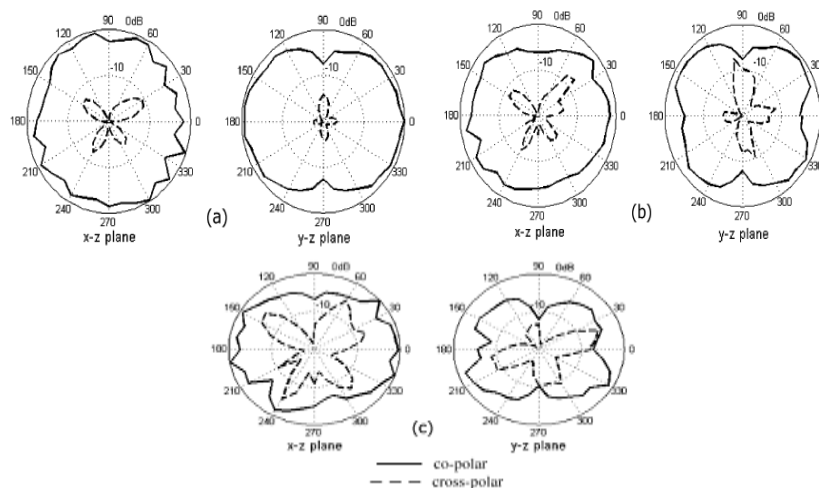 90 0dB
120 60
150 -10 30
180 0
210 330
240 300
270
x-z plane
(a)
90 0dB
120 60
150 -10 30
180 0
210 330
240 300
270
y-z plane
90 0dB
120 60
150 -10 30
180 0
210 330
240 300
270
x-z plane
(b)
90 0dB
120 60
150 -10 30
180 0
210 330
240 300
270
y-z plane
90 0dB
120 60
150 -10 30
180 0
210 330
240 300
270
x-z plane
(c)
90 0dB
120 60
150 -10 30
180 0
210 330
240 300
270
y-z plane
co-polar
cross-polar